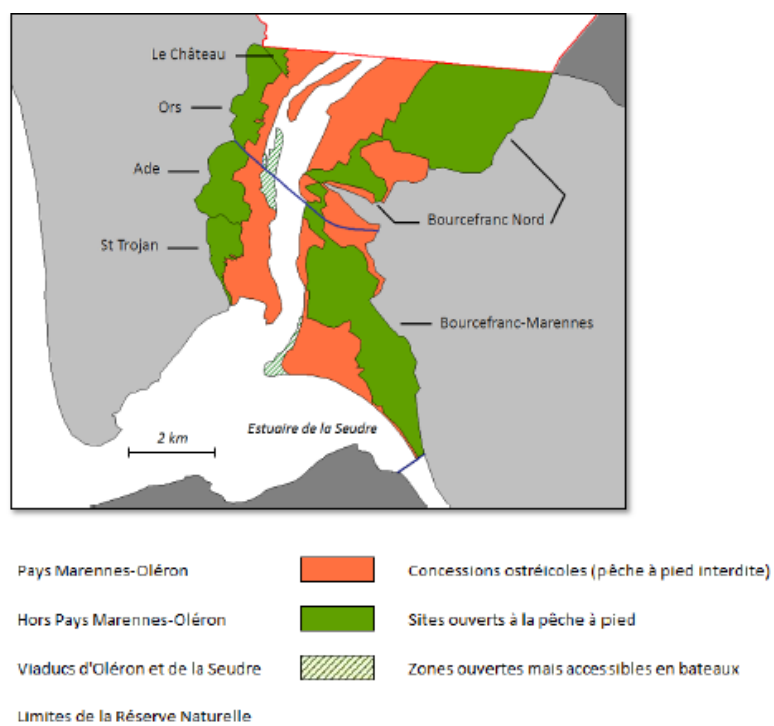 Le Château
Ors
Ade
St Trojan
Bourcefranc Nord
Bourcefranc-Marennes
Estuaire de la Seudre
2 km
Pays Marennes-Oléron
Concessions ostréicoles (pêche à pied interdite)
Hors Pays Marennes-Oléron
Sites ouverts à la pêche à pied
Viaducs d'Oléron et de la Seudre
Zones ouvertes mais accessibles en bateaux
Limites de la Réserve Naturelle